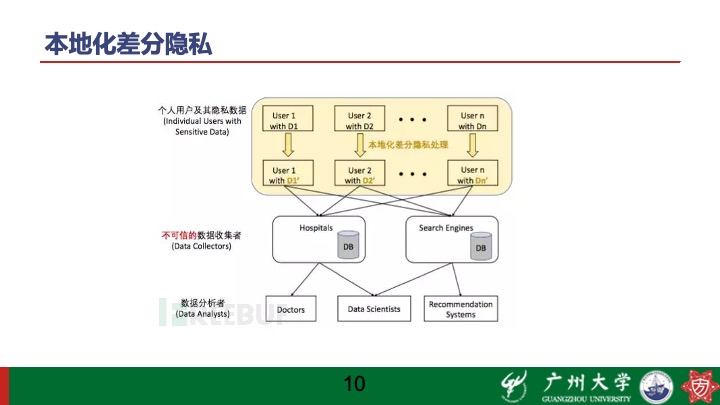 本地化差分隐私
个人用户及其隐私数据
(Individual Users with
Sensitive Data)
User 1
with D1
User 2
with D2
User n
with Dn
本地化差分隐私处理
User 1
with D1’
User 2
with D2’
User n
with Dn’
不可信的数据收集者
(Data Collectors)
Hospitals
DB
Search Engines
DB
数据分析者
(Data Analysts)
Doctors
Data Scientists
Recommendation
Systems
10
广州大学
GUANGZHOU UNIVERSITY